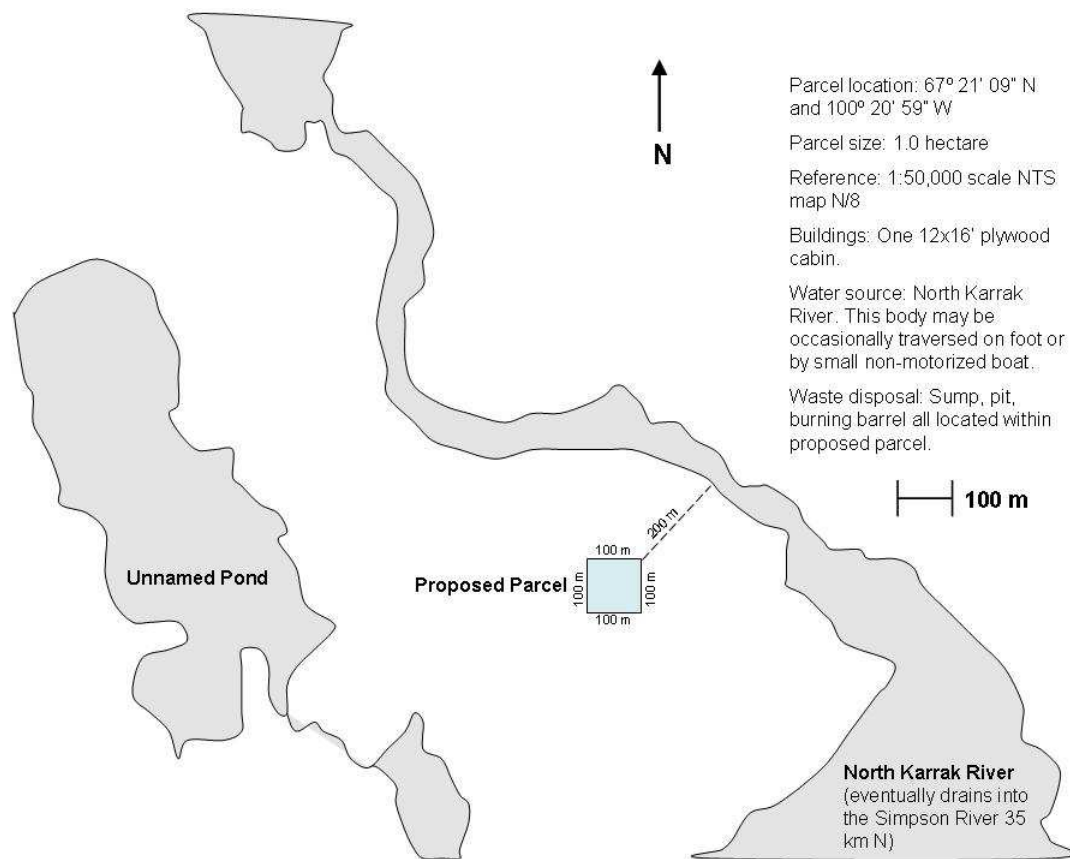 Parcel location: 67º 21' 09" N
and 100º 20' 59" W
Parcel size: 1.0 hectare
Reference: 1:50,000 scale NTS
map N/8
Buildings: One 12x16' plywood
cabin.
Water source: North Karrak
River. This body may be
occasionally traversed on foot or
by small non-motorized boat.
Waste disposal: Sump, pit,
burning barrel all located within
proposed parcel.
N
100 m
200 m
100 m
Unnamed Pond
Proposed Parcel
100 m
100 m
100 m
North Karrak River
(eventually drains into
the Simpson River 35
km N)